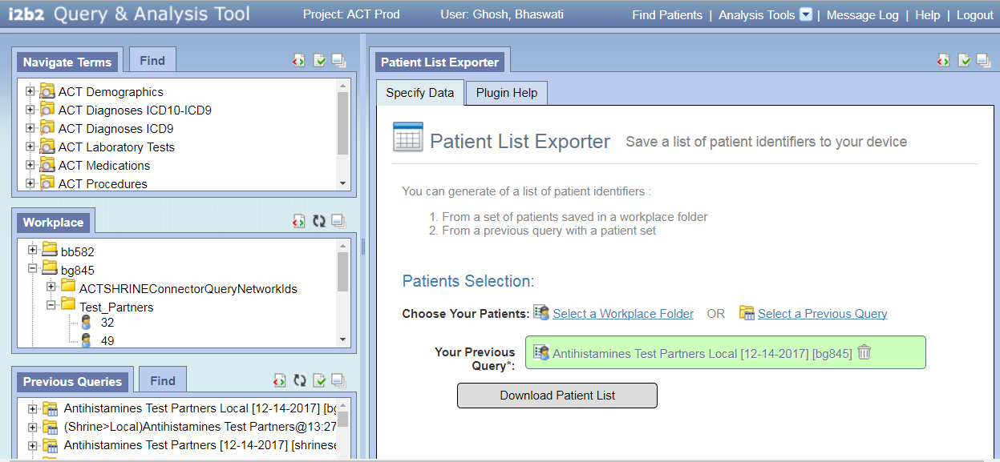 i2b2 Query & Analysis Tool
Project: ACT Prod
User: Ghosh, Bhaswati
Find Patients | Analysis Tools | Message Log | Help | Logout
Navigate Terms
Find
ACT Demographics
ACT Diagnoses ICD10-ICD9
ACT Diagnoses ICD9
ACT Laboratory Tests
ACT Medications
ACT Procedures
Workplace
bb582
bg845
ACTSHRINEConnectorQueryNetworkIds
Test_Partners
32
49
Previous Queries
Find
Antihistamines Test Partners Local [12-14-2017] [bg
(Shrine>Local)Antihistamines Test Partners@13:27
Antihistamines Test Partners [12-14-2017] [shrinese
Patient List Exporter
Specify Data
Plugin Help
Patient List Exporter
Save a list of patient identifiers to your device
You can generate of a list of patient identifiers :
1. From a set of patients saved in a workplace folder
2. From a previous query with a patient set
Patients Selection:
Choose Your Patients: Select a Workplace Folder OR Select a Previous Query
Your Previous
Query*:
Antihistamines Test Partners Local [12-14-2017] [bg845]
Download Patient List